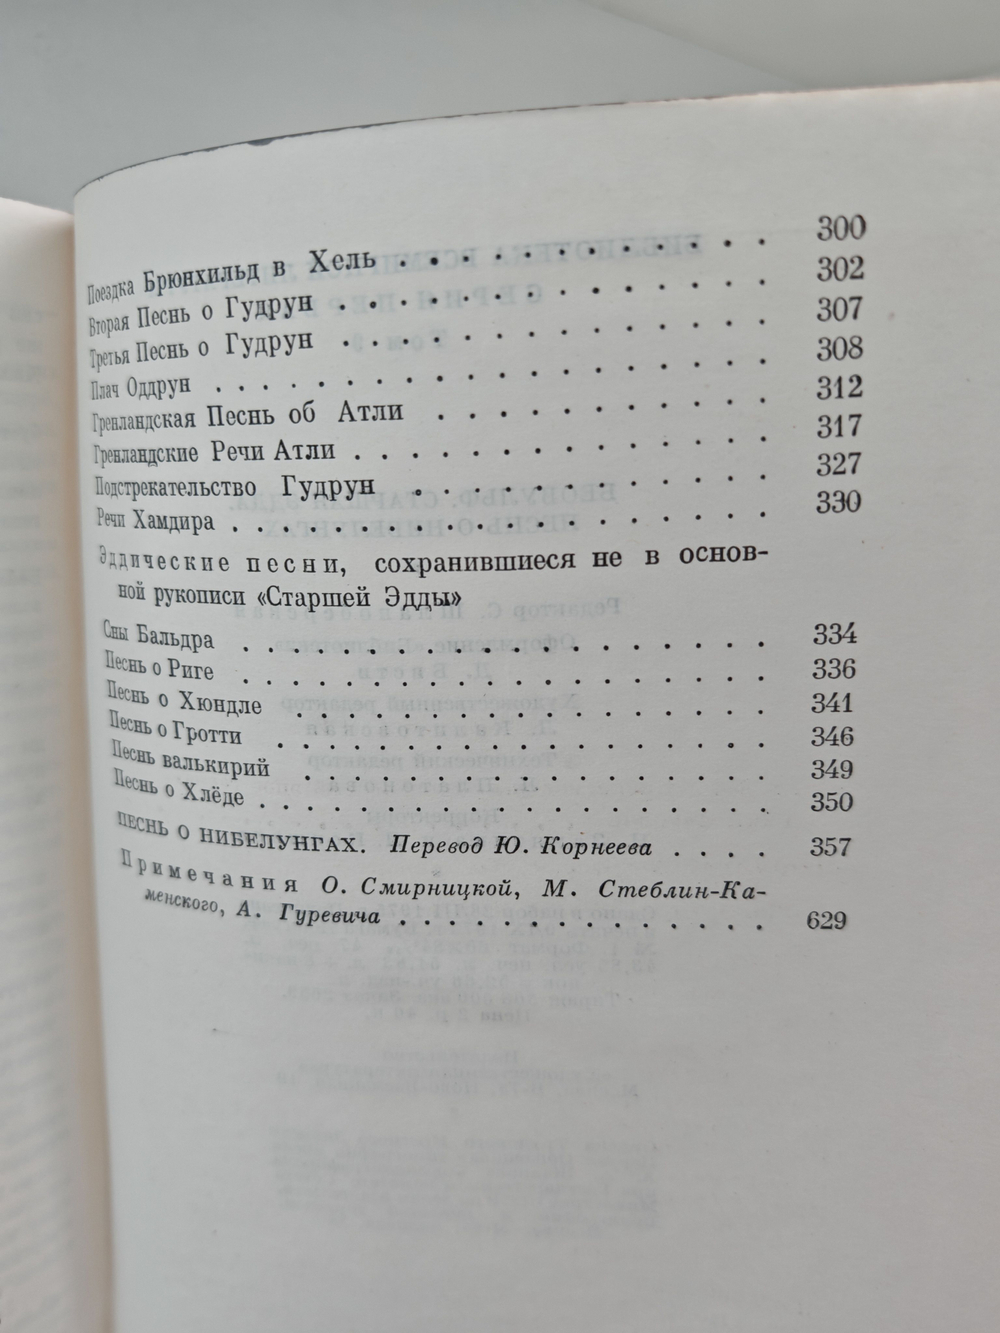 Поездка Брюнхильд в Хель . . . . . . . . . . . 300
Вторая Песнь о Гудрун . . . . . . . . . . . . 302
Третья Песнь о Гудрун . . . . . . . . . . . . 307
Плач Оддрун . . . . . . . . . . . . . . . 308
Гренландская Песнь об Атли . . . . . . . . . . 312
Гренландские Речи Атли . . . . . . . . . . . . 317
Подстрекательство Гудрун . . . . . . . . . . 327
Речи Хамдира . . . . . . . . . . . . . . . 330
Эддические песни, сохранившиеся не в основ-
ной рукописи «Старшей Эдды»
Сны Бальдра . . . . . . . . . . . . . . . 334
Песнь о Риге . . . . . . . . . . . . . . . 336
Песнь о Хюндле . . . . . . . . . . . . . 341
Песнь о Гротти . . . . . . . . . . . . . . 346
Песнь валькирий . . . . . . . . . . . . . 349
Песнь о Хлёде . . . . . . . . . . . . . . 350
ПЕСНЬ О НИБЕЛУНГАХ. Перевод Ю. Корнеева . . . . 357
Примечания О. Смирницкой, М. Стеблин-Ка-
менского, А. Гуревича . . . . . . . . . . . . . 629